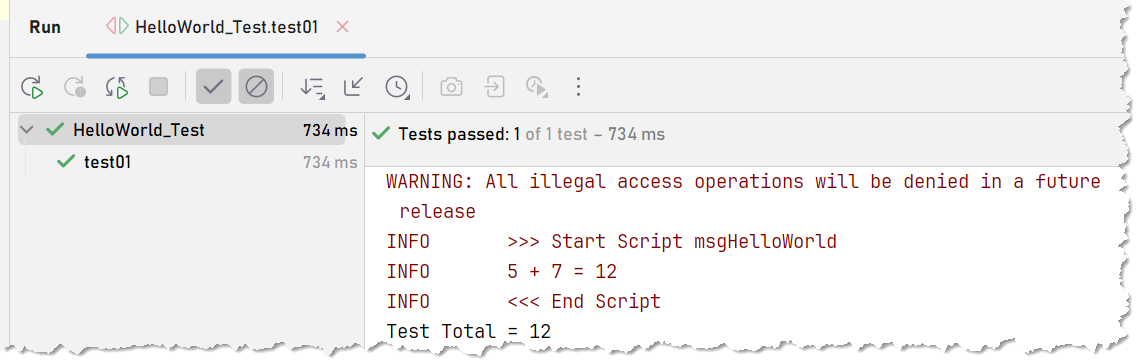 Run HelloWorld_Test.test01
HelloWorld_Test 734 ms
test01 734 ms
Tests passed: 1 of 1 test – 734 ms
WARNING: All illegal access operations will be denied in a future
release
INFO >>> Start Script msgHelloWorld
INFO 5 + 7 = 12
INFO <<< End Script
Test Total = 12